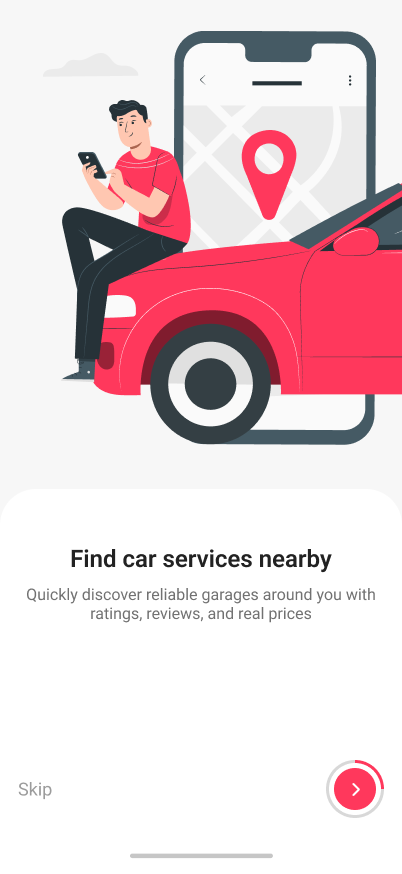 Find car services nearby
Quickly discover reliable garages around you with
ratings, reviews, and real prices
Skip